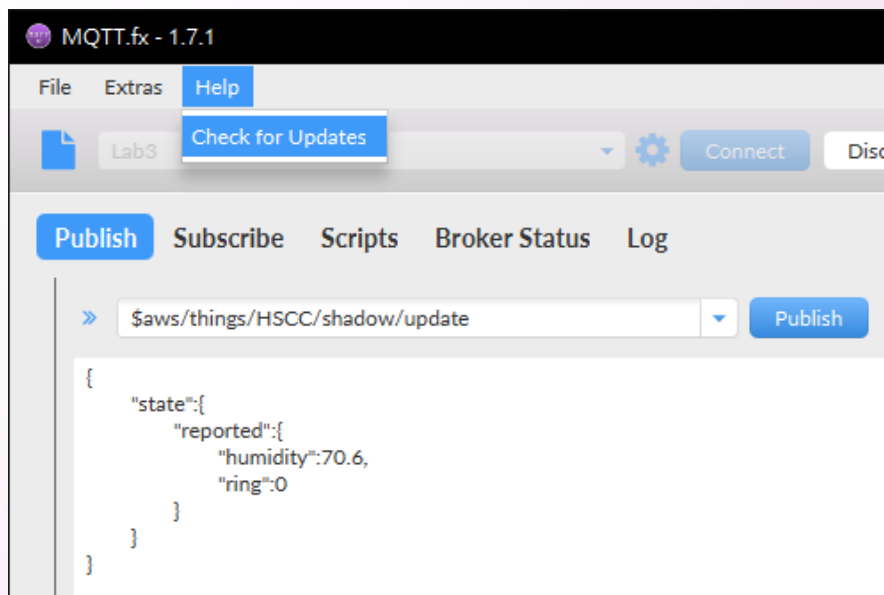 MQTT.fx - 1.7.1
File Extras Help
Check for Updates
Lab3
Connect
Disc
Publish Subscribe Scripts Broker Status Log
$aws/things/HSCC/shadow/update
Publish
{
"state":{
"reported":{
"humidity":70.6,
"ring":0
}
}
}